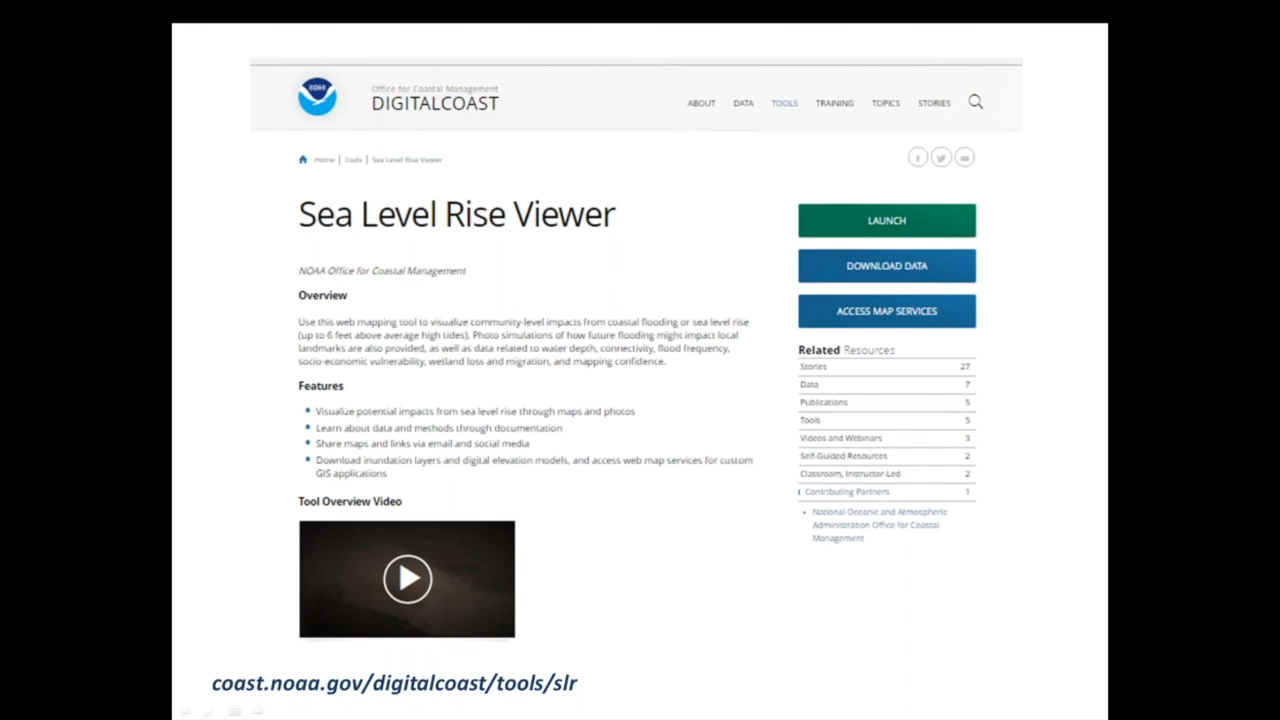 NOAA
Office for Coastal Management
DIGITALCOAST
ABOUT DATA TOOLS TRAINING TOPICS STORIES
Home | Tools | Sea Level Rise Viewer
Sea Level Rise Viewer
NOAA Office for Coastal Management
Overview
Use this web mapping tool to visualize community-level impacts from coastal flooding or sea level rise
(up to 6 feet above average high tides). Photo simulations of how future flooding might impact local
landmarks are also provided, as well as data related to water depth, connectivity, flood frequency,
socio-economic vulnerability, wetland loss and migration, and mapping confidence.
Features
• Visualize potential impacts from sea level rise through maps and photos
• Learn about data and methods through documentation
• Share maps and links via email and social media
• Download inundation layers and digital elevation models, and access web map services for custom
GIS applications
Tool Overview Video
LAUNCH
DOWNLOAD DATA
ACCESS MAP SERVICES
Related Resources
Stories 27
Data 7
Publications 5
Tools 5
Videos and Webinars 3
Self-Guided Resources 2
Classroom, Instructor-Led 2
Contributing Partners 1
• National Oceanic and Atmospheric
Administration Office for Coastal
Management
coast.noaa.gov/digitalcoast/tools/slr